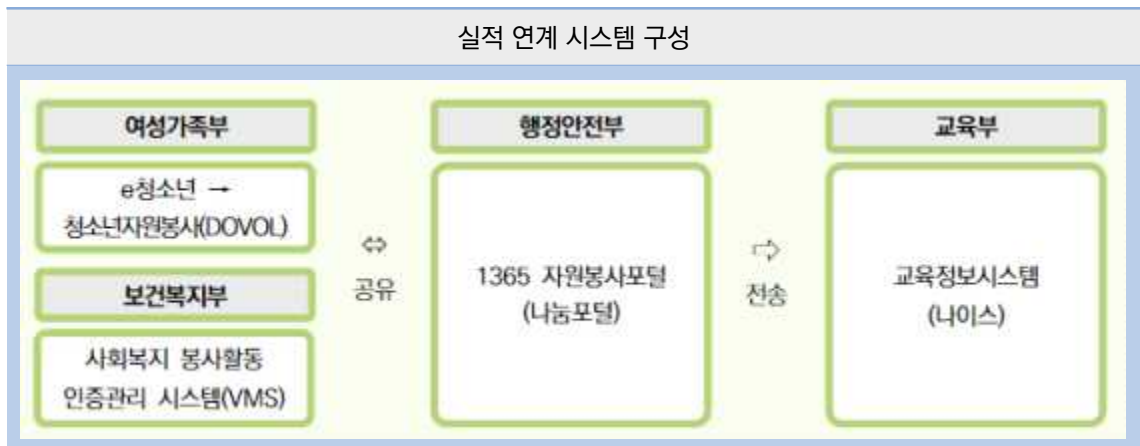 실적 연계 시스템 구성
여성가족부
e청소년 →
청소년자원봉사(DOVOL)
보건복지부
사회복지 봉사활동
인증관리 시스템(VMS)
⇔
공유
행정안전부
1365 자원봉사포털
(나눔포털)
⇨
전송
교육부
교육정보시스템
(나이스)